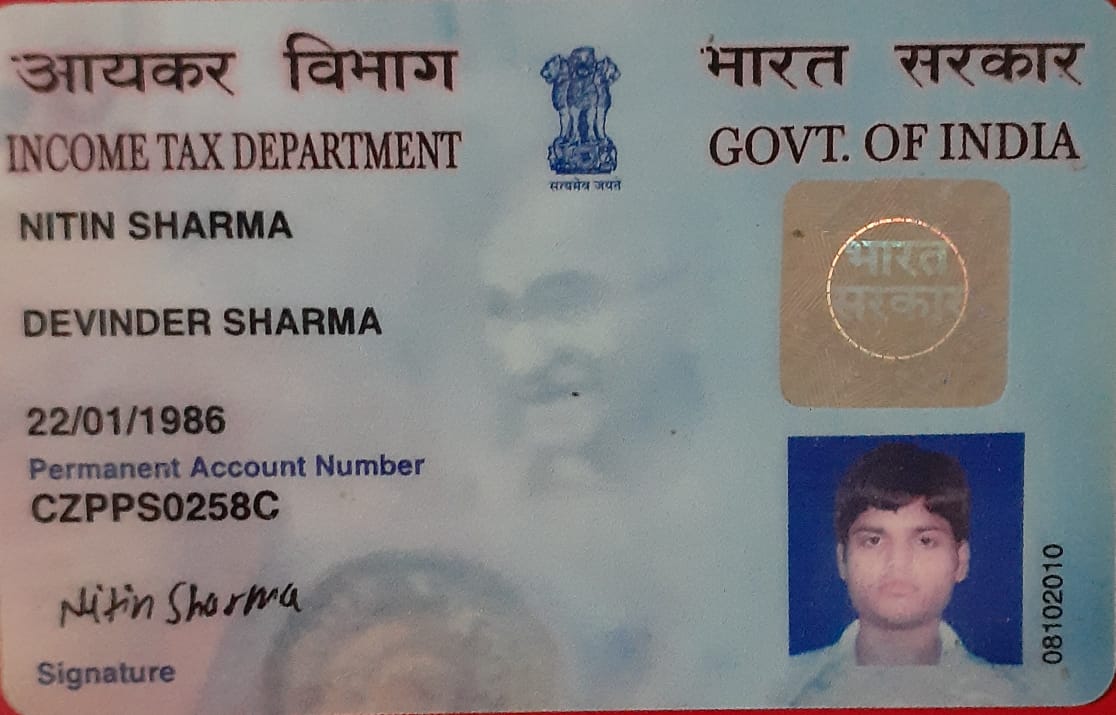 आयकर विभाग
INCOME TAX DEPARTMENT
सत्यमेव जयते
भारत सरकार
GOVT. OF INDIA
NITIN SHARMA
DEVINDER SHARMA
22/01/1986
Permanent Account Number
CZPPS0258C
Nitin Sharma
Signature
भारत
सरकार
08102010